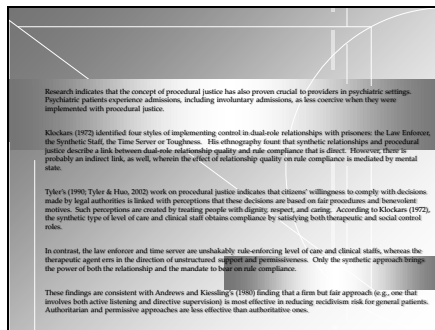 Research indicates that the concept of procedural justice has also proven crucial to providers in psychiatric settings.
Psychiatric patients experience admissions, including involuntary admissions, as less coercive when they were
implemented with procedural justice.
Klockars (1972) identified four styles of implementing control in dual-role relationships with prisoners: the Law Enforcer,
the Synthetic Staff, the Time Server or Toughness. His ethnography fount that synthetic relationships and procedural
justice describe a link between dual-role relationship quality and rule compliance that is direct. However, there is
probably an indirect link, as well, wherein the effect of relationship quality on rule compliance is mediated by mental
state.
Tyler's (1990; Tyler & Huo, 2002) work on procedural justice indicates that citizens' willingness to comply with decisions
made by legal authorities is linked with perceptions that these decisions are based on fair procedures and benevolent
motives. Such perceptions are created by treating people with dignity, respect, and caring. According to Klockars (1972),
the synthetic type of level of care and clinical staff obtains compliance by satisfying both therapeutic and social control
roles.
In contrast, the law enforcer and time server are unshakably rule-enforcing level of care and clinical staffs, whereas the
therapeutic agent errs in the direction of unstructured support and permissiveness. Only the synthetic approach brings
the power of both the relationship and the mandate to bear on rule compliance.
These findings are consistent with Andrews and Kiessling's (1980) finding that a firm but fair approach (e.g., one that
involves both active listening and directive supervision) is most effective in reducing recidivism risk for general patients.
Authoritarian and permissive approaches are less effective than authoritative ones.